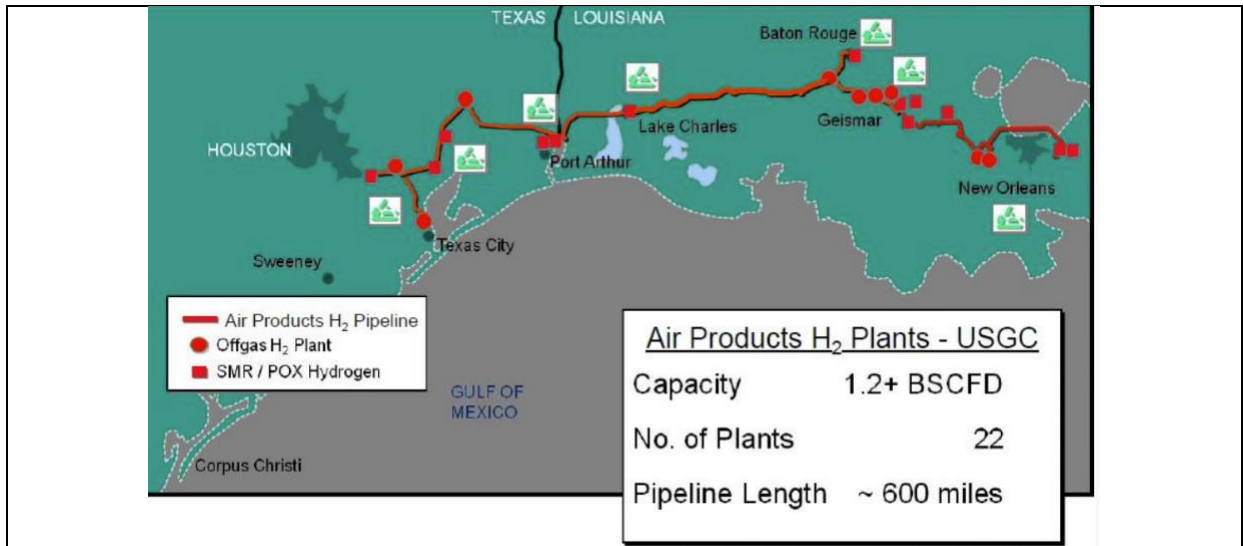 TEXAS LOUISIANA
Baton Rouge
HOUSTON
Lake Charles
Geismar
Port Arthur
New Orleans
Texas City
Sweeney
Air Products H₂ Pipeline
Offgas H₂ Plant
SMR / POX Hydrogen
GULF OF
MEXICO
Corpus Christi
Air Products H₂ Plants - USGC
Capacity 1.2+ BSCFD
No. of Plants 22
Pipeline Length ~ 600 miles